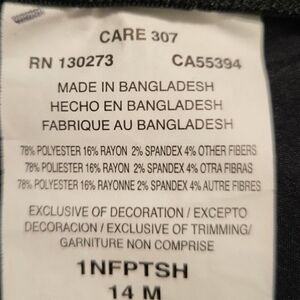 CARE 307
RN 130273 CA55394
MADE IN BANGLADESH
HECHO EN BANGLADESH
FABRIQUE AU BANGLADESH
78% POLYESTER 16% RAYON 2% SPANDEX 4% OTHER FIBERS
78% POLYESTER 16% RAYON 2% SPANDEX 4% OTRA FIBRAS
78% POLYESTER 16% RAYONNE 2% SPANDEX 4% AUTRE FIBRES
EXCLUSIVE OF DECORATION / EXCEPTO
DECORACION / EXCLUSIVE OF TRIMMING/
GARNITURE NON COMPRISE
1NFPTSH
14 M